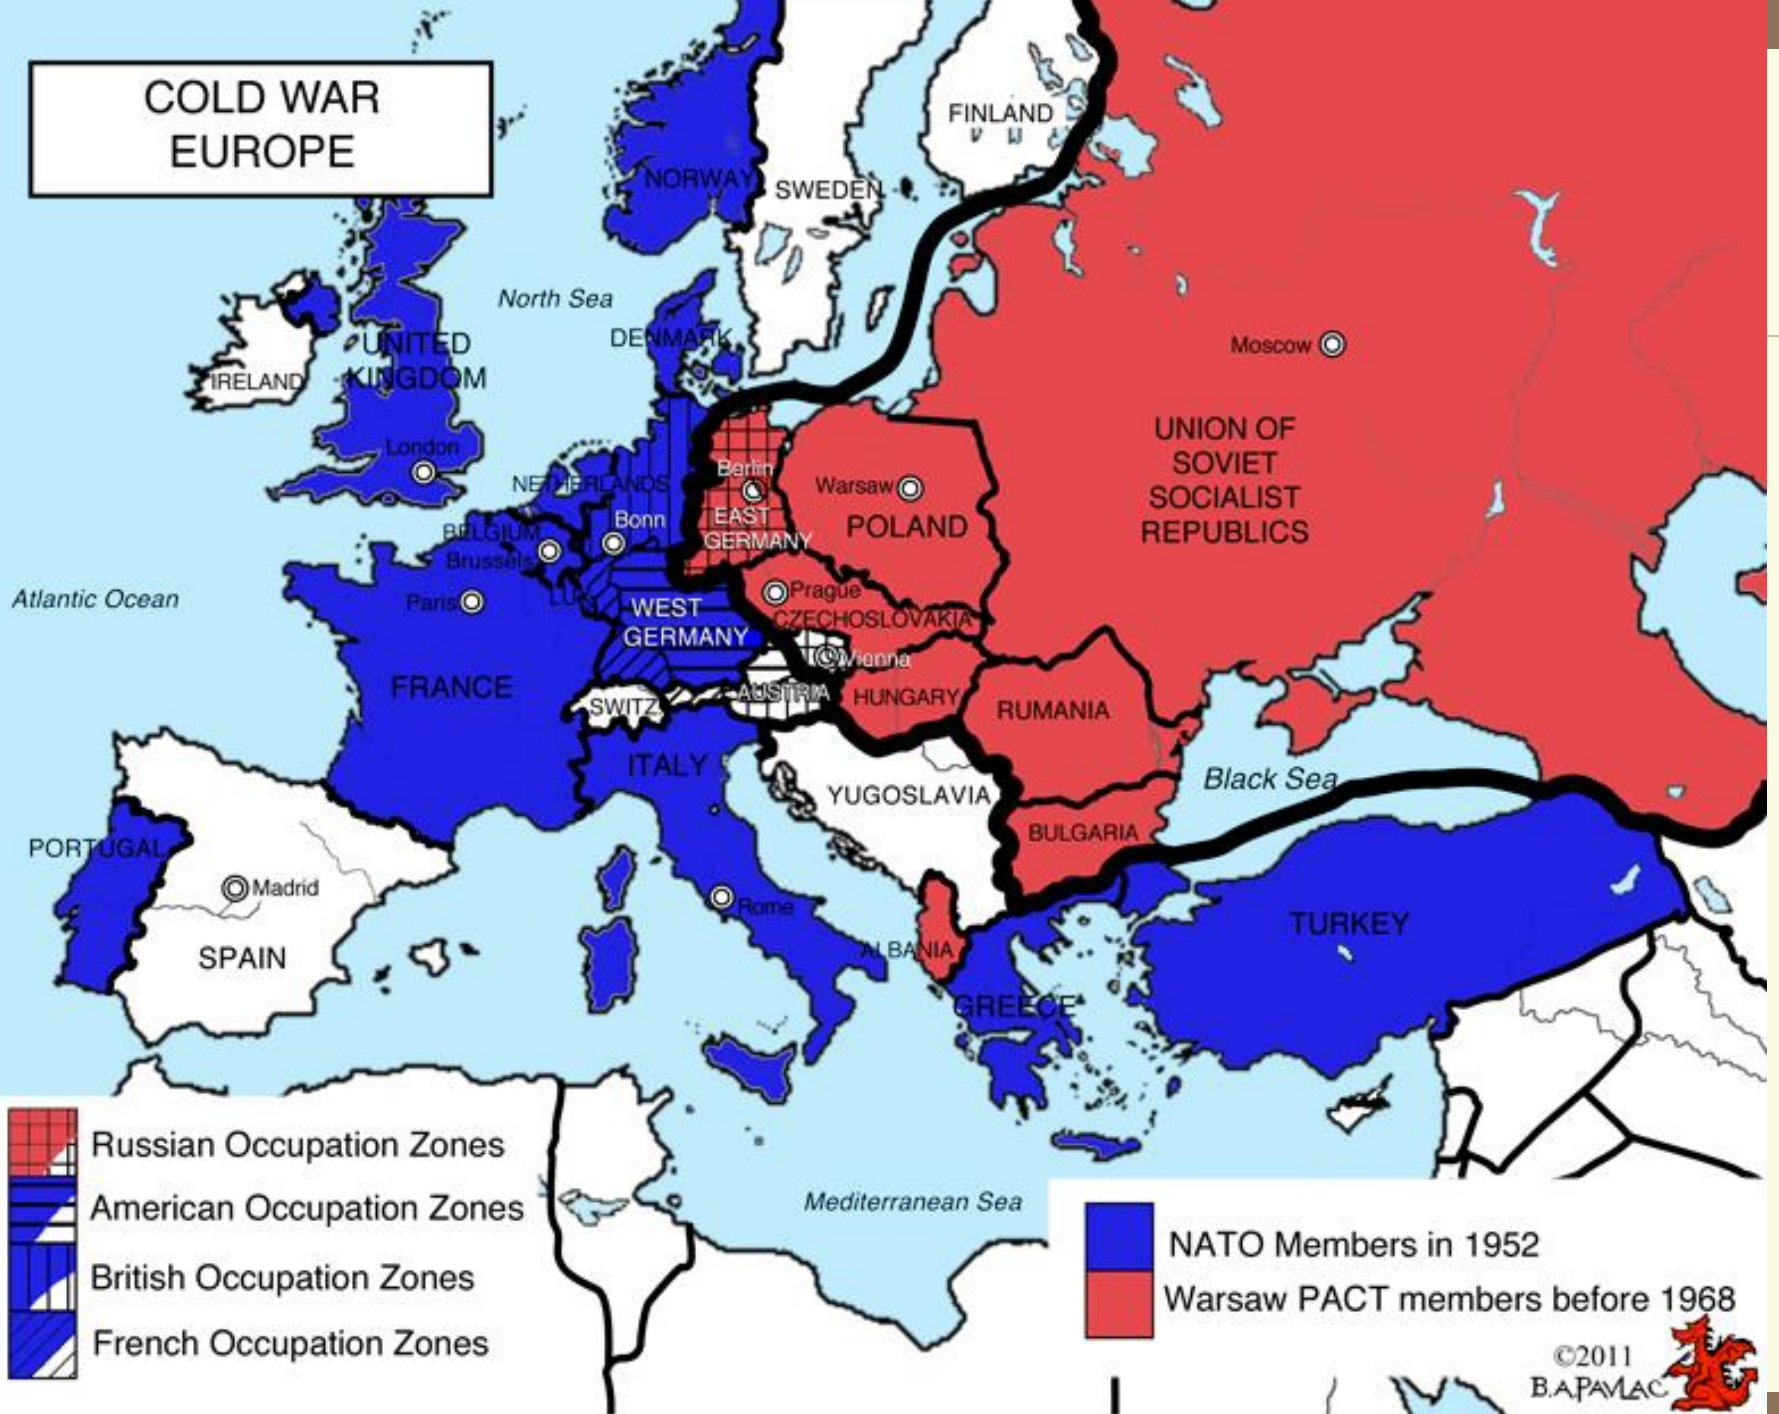 COLD WAR
EUROPE
FINLAND
NORWAY
SWEDEN
North Sea
DENMARK
UNITED
KINGDOM
IRELAND
Moscow
London
UNION OF
SOVIET
SOCIALIST
REPUBLICS
NETHERLANDS
Berlin
Warsaw
POLAND
EAST
GERMANY
Bonn
BELGIUM
Brussels
Atlantic Ocean
Paris
LUX
WEST
GERMANY
Prague
CZECHOSLOVAKIA
Vienna
FRANCE
SWITZ.
AUSTRIA
HUNGARY
RUMANIA
ITALY
YUGOSLAVIA
Black Sea
BULGARIA
PORTUGAL
Madrid
SPAIN
Rome
ALBANIA
GREECE
TURKEY
Mediterranean Sea
Russian Occupation Zones
American Occupation Zones
British Occupation Zones
French Occupation Zones
NATO Members in 1952
Warsaw PACT members before 1968
©2011
B.A.PAVLAC